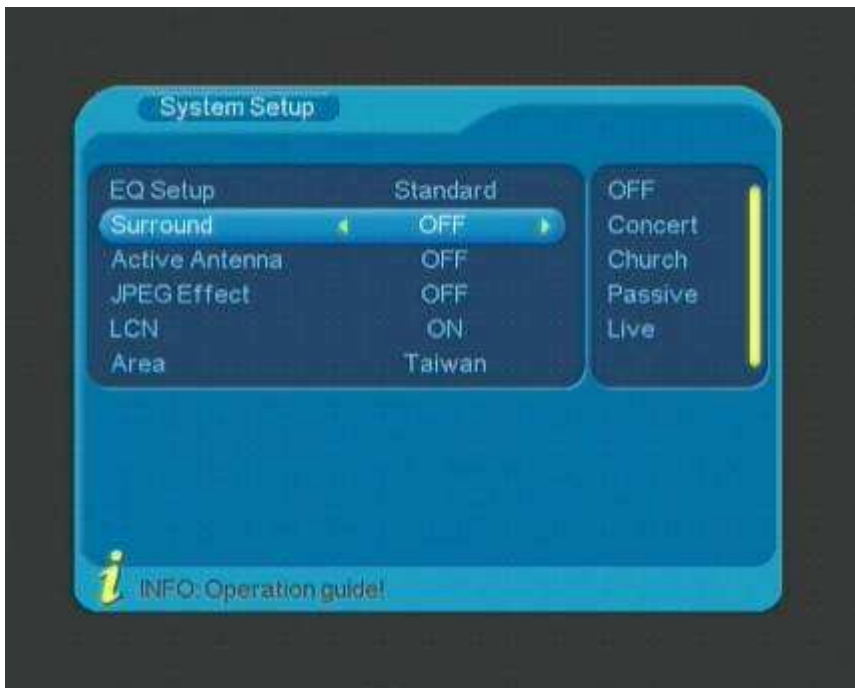 System Setup
EQ Setup Standard
Surround OFF
Active Antenna OFF
JPEG Effect OFF
LCN ON
Area Taiwan
OFF
Concert
Church
Passive
Live
INFO: Operation guide!